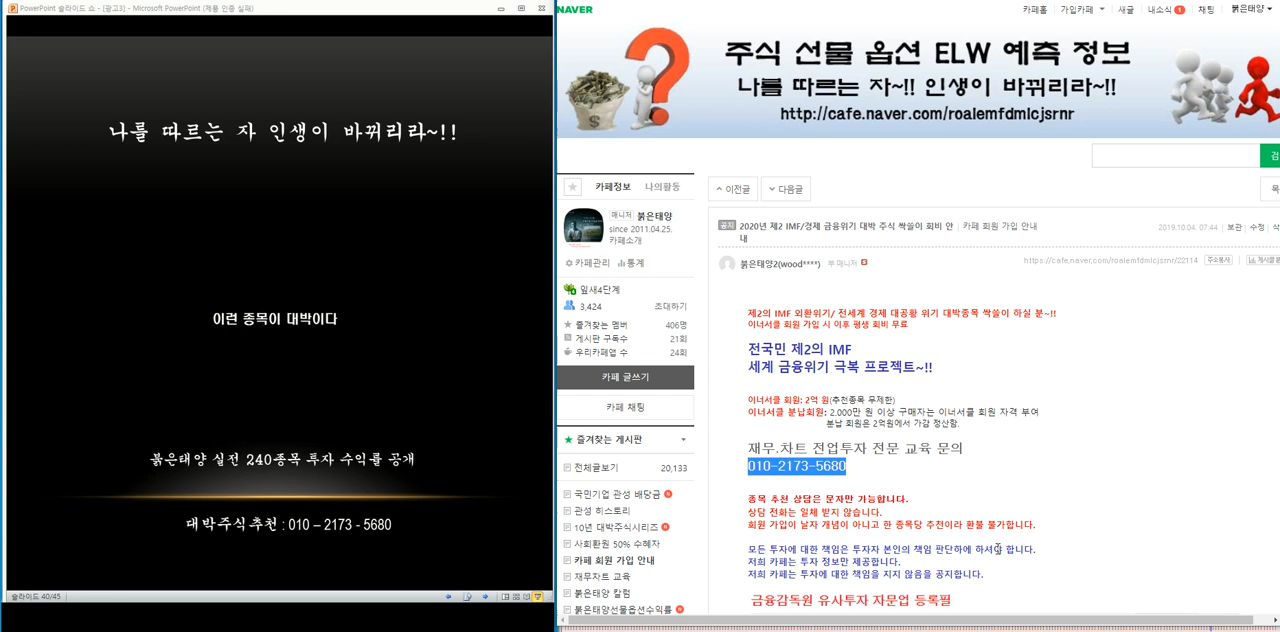 PowerPoint 슬라이드 쇼 - [광고3] - Microsoft PowerPoint (제품 인증 실패)
나를 따르는 자 인생이 바뀌리라~!!
이런 종목이 대박이다
붉은태양 실전 240종목 투자 수익률 공개
대박주식추천 : 010 – 2173 - 5680
슬라이드 40/45
NAVER
카페홈 가입카페 새글 내소식 1 채팅 붉은태양
주식 선물 옵션 ELW 예측 정보
나를 따르는 자~!! 인생이 바뀌리라~!!
http://cafe.naver.com/roalemfdmlcjsrnr
검
카페정보 나의활동
매니저 붉은태양
since 2011.04.25.
카페소개
카페관리 통계
잎새4단계
3,424 초대하기
즐겨찾는 멤버 406명
게시판 구독수 21회
우리카페앱 수 24회
카페 글쓰기
카페 채팅
즐겨찾는 게시판
전체글보기 20,133
국민기업 관성 배당금
관성 히스토리
10년 대박주식시리즈
사회환원 50% 수혜자
카페 회원 가입 안내
재무차트 교육
붉은태양 칼럼
붉은태양선물옵션수익률
이전글 다음글 목
공지 2020년 제2 IMF/경제 금융위기 대박 주식 싹쓸이 회비 안내 | 카페 회원 가입 안내
2019.10.04. 07:44 | 보관 | 수정 | 삭
붉은태양2(wood****) 부매니저
https://cafe.naver.com/roalemfdmlcjsrnr/22114 주소복사
제2의 IMF 외환위기/ 전세계 경제 대공황 위기 대박종목 싹쓸이 하실 분~!!
이너서클 회원 가입 시 이후 평생 회비 무료
전국민 제2의 IMF
세계 금융위기 극복 프로젝트~!!
이너서클 회원: 2억 원(추천종목 무제한)
이너서클 분납회원: 2,000만 원 이상 구매자는 이너서클 회원 자격 부여
분납 회원은 2억원에서 가감 정산함.
재무.차트 전업투자 전문 교육 문의
010-2173-5680
종목 추천 상담은 문자만 가능합니다.
상담 전화는 일체 받지 않습니다.
회원 가입이 날자 개념이 아니고 한 종목당 추천이라 환불 불가합니다.
모든 투자에 대한 책임은 투자자 본인의 책임 판단하에 하셔야 합니다.
저희 카페는 투자 정보만 제공합니다.
저희 카페는 투자에 대한 책임을 지지 않음을 공지합니다.
금융감독원 유사투자 자문업 등록필